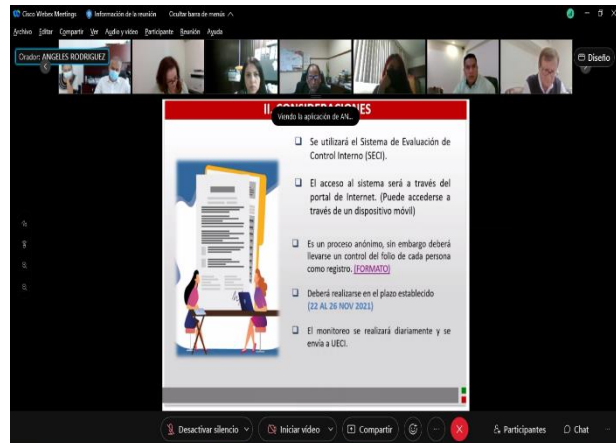 Cisco Webex Meetings Información de la reunión Ocultar barra de menús
Archivo Editar Compartir Ver Audio y vídeo Participante Reunión Ayuda
Orador: ANGELES RODRIGUEZ
Diseño
II. CONSIDERACIONES
Viendo la aplicación de AN...
Se utilizará el Sistema de Evaluación de
Control Interno (SECI).
El acceso al sistema será a través del
portal de Internet. (Puede accederse a
través de un dispositivo móvil)
Es un proceso anónimo, sin embargo deberá
llevarse un control del folio de cada persona
como registro. (FORMATO)
Deberá realizarse en el plazo establecido
(22 AL 26 NOV 2021)
El monitoreo se realizará diariamente y se
envía a UECI.
Desactivar silencio Iniciar vídeo Compartir Participantes Chat